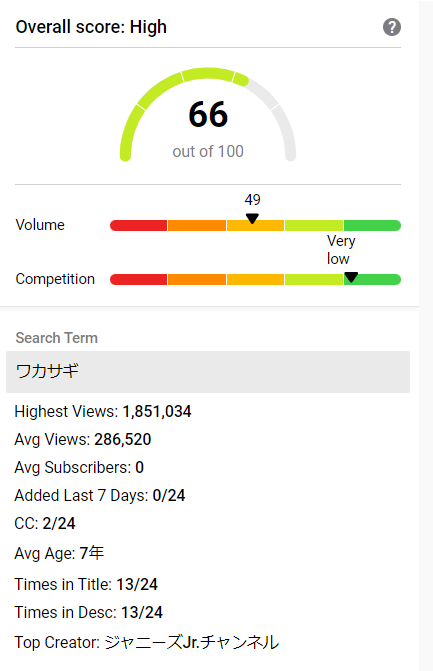 Overall score: High
?
66
out of 100
49
Volume
Very
low
Competition
Search Term
ワカサギ
Highest Views: 1,851,034
Avg Views: 286,520
Avg Subscribers: 0
Added Last 7 Days: 0/24
CC: 2/24
Avg Age: 7年
Times in Title: 13/24
Times in Desc: 13/24
Top Creator: ジャニーズJr.チャンネル